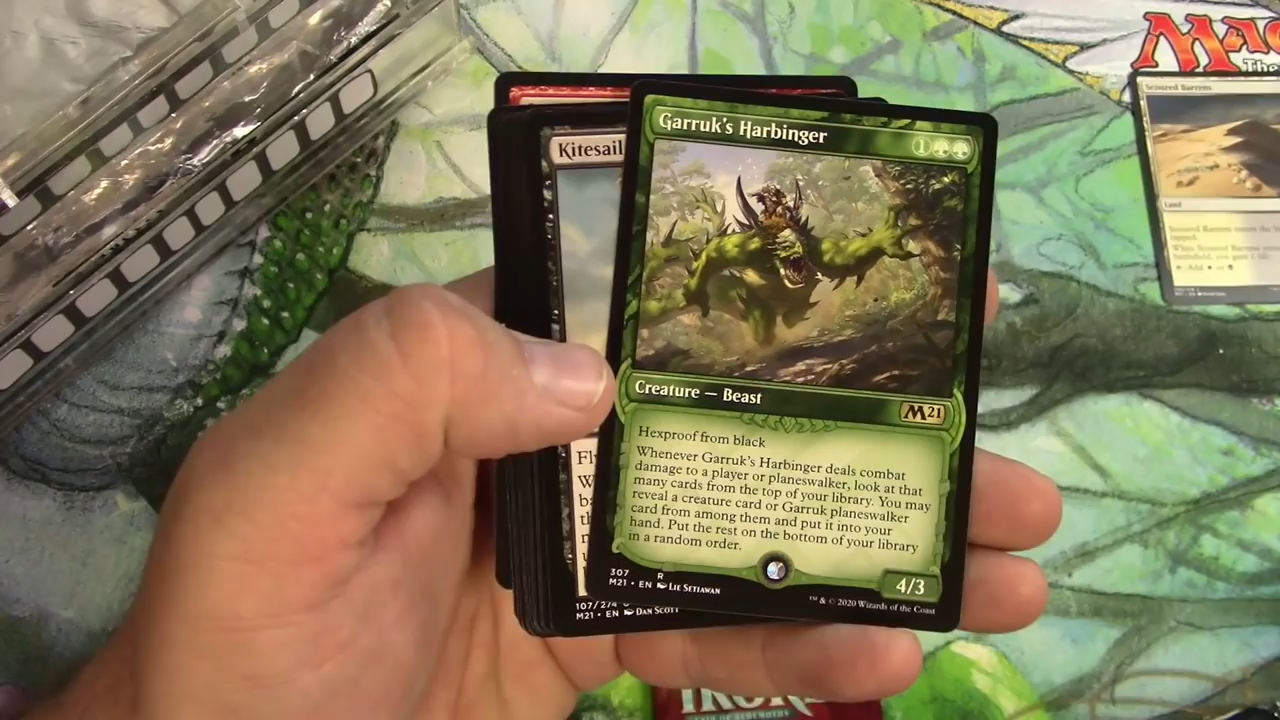 Garruk's Harbinger
1
Creature — Beast
M21
Hexproof from black
Whenever Garruk's Harbinger deals combat
damage to a player or planeswalker, look at that
many cards from the top of your library. You may
reveal a creature card or Garruk planeswalker
card from among them and put it into your
hand. Put the rest on the bottom of your library
in a random order.
4/3
307 R
M21 • EN Lie Setiawan
™ & © 2020 Wizards of the Coast
Kitesail
107/274
M21 • EN Dan Scott
Scoured Barrens
Land